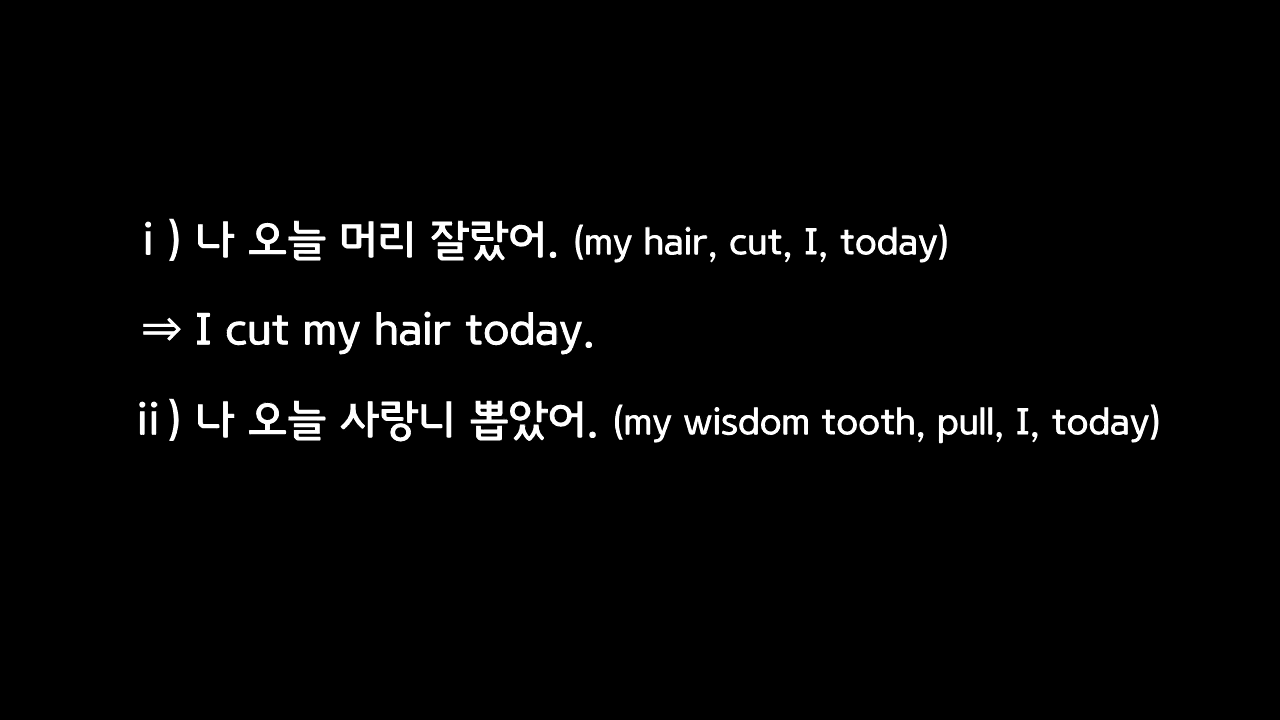 ⅰ) 나 오늘 머리 잘랐어. (my hair, cut, I, today)
⇒ I cut my hair today.
ⅱ) 나 오늘 사랑니 뽑았어. (my wisdom tooth, pull, I, today)